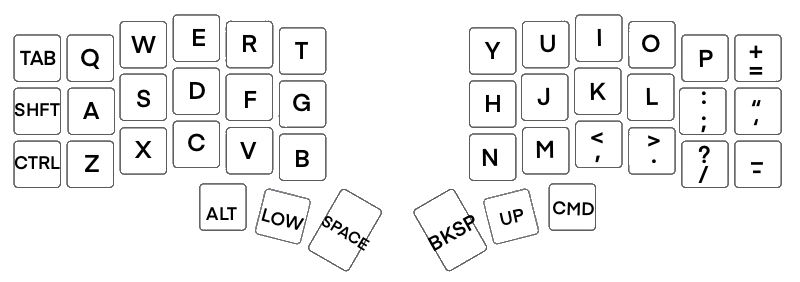 TAB Q W E R T Y U I O P + =
SHFT A S D F G H J K L : ; “ ‘
CTRL Z X C V B N M < , > . ? / _ -
ALT LOW SPACE BKSP UP CMD